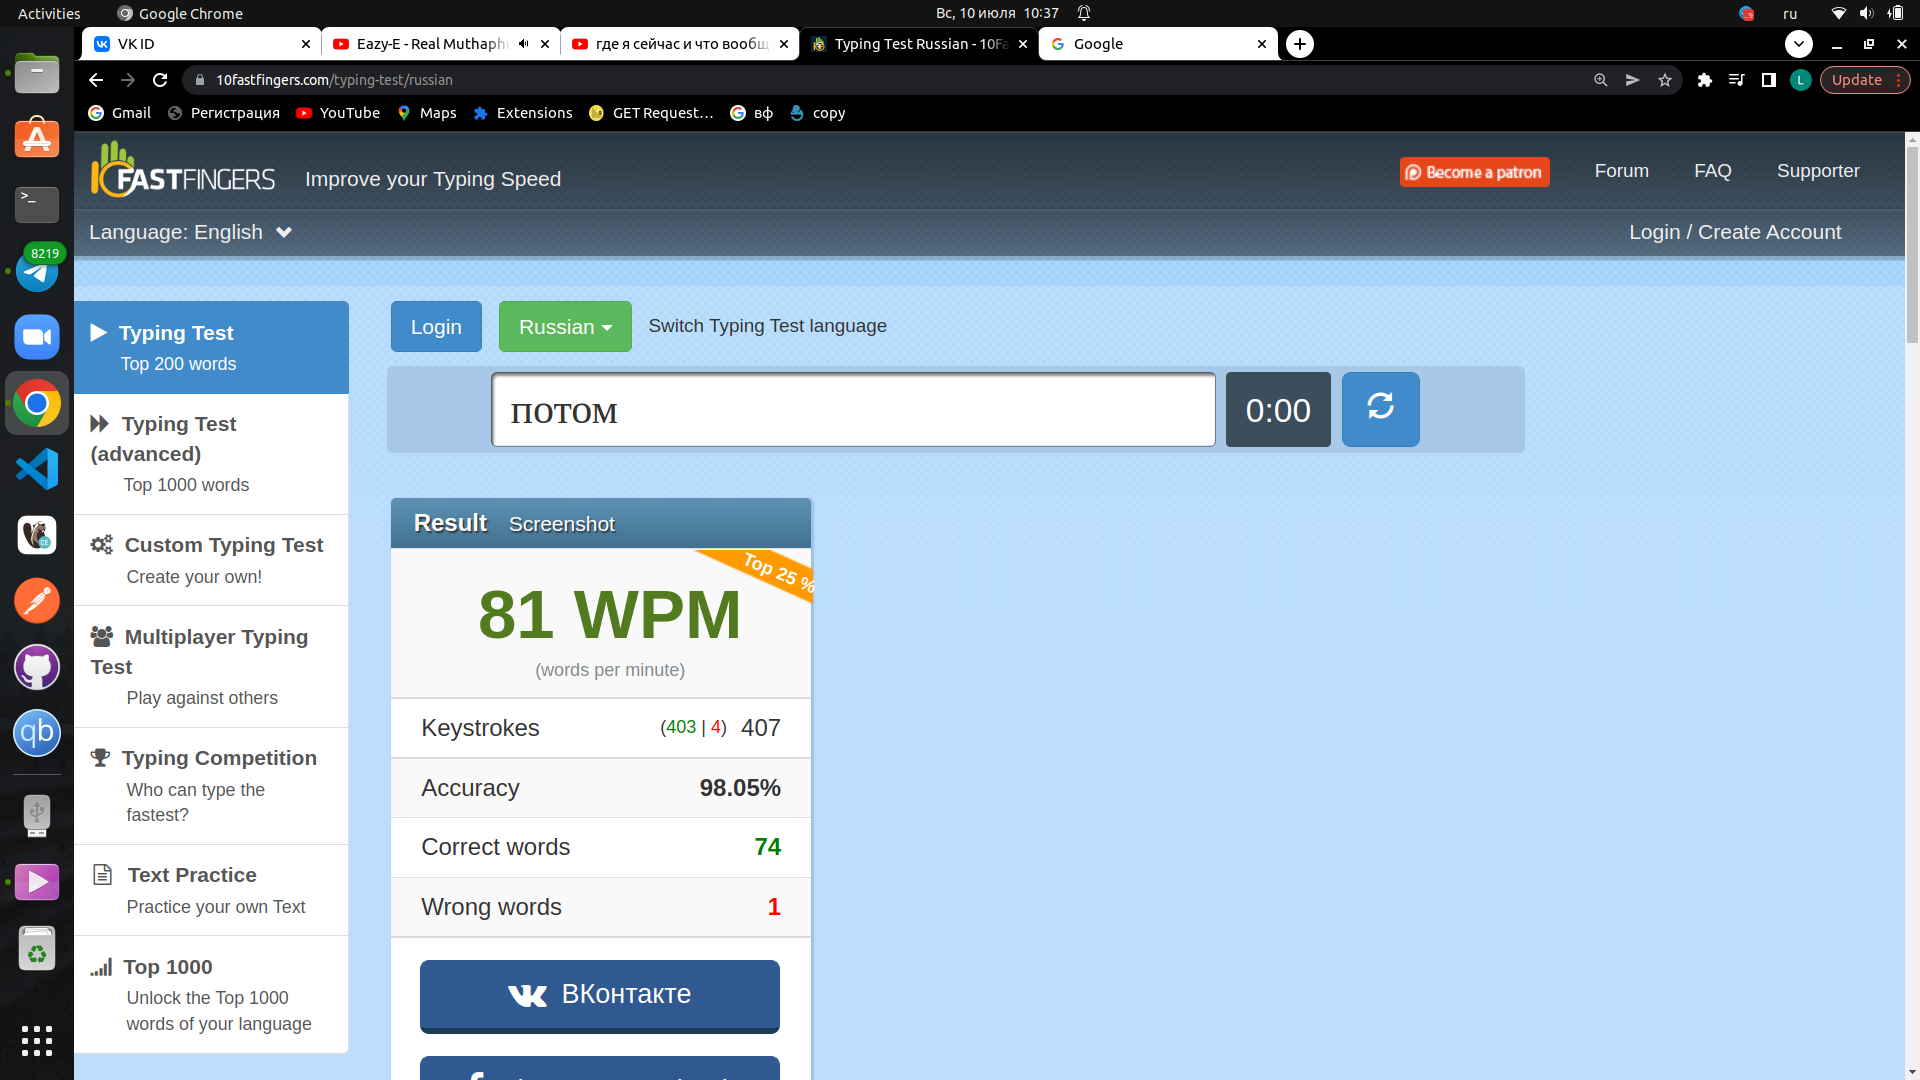 Activities
Google Chrome
Вс, 10 июля 10:37
ru
VK ID
Eazy-E - Real Muthaph
где я сейчас и что вообщ
Typing Test Russian - 10Fa
Google
10fastfingers.com/typing-test/russian
L
Update
Gmail
Регистрация
YouTube
Maps
Extensions
GET Request…
вф
copy
10FASTFINGERS
Improve your Typing Speed
Become a patron
Forum
FAQ
Supporter
Language: English
Login / Create Account
8219
Typing Test
Top 200 words
Typing Test
(advanced)
Top 1000 words
Custom Typing Test
Create your own!
Multiplayer Typing
Test
Play against others
Typing Competition
Who can type the
fastest?
Text Practice
Practice your own Text
Top 1000
Unlock the Top 1000
words of your language
Login
Russian
Switch Typing Test language
потом
0:00
Result
Screenshot
Top 25 %
81 WPM
(words per minute)
Keystrokes (403 | 4) 407
Accuracy 98.05%
Correct words 74
Wrong words 1
ВКонтакте
qb